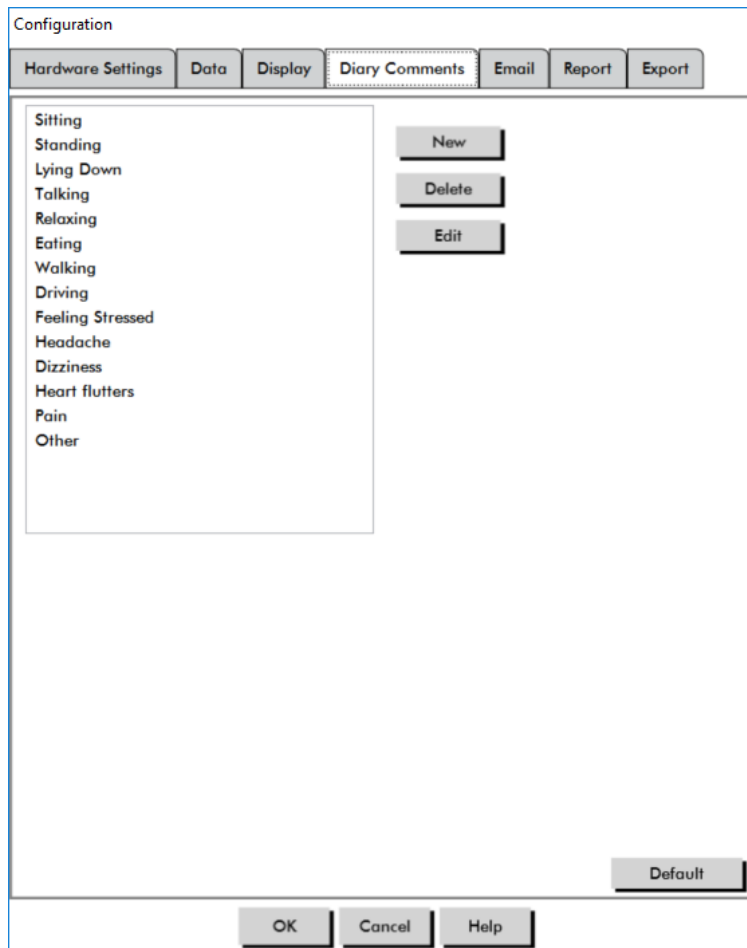 Configuration
Hardware Settings Data Display Diary Comments Email Report Export
Sitting
Standing
Lying Down
Talking
Relaxing
Eating
Walking
Driving
Feeling Stressed
Headache
Dizziness
Heart flutters
Pain
Other
New
Delete
Edit
Default
OK Cancel Help